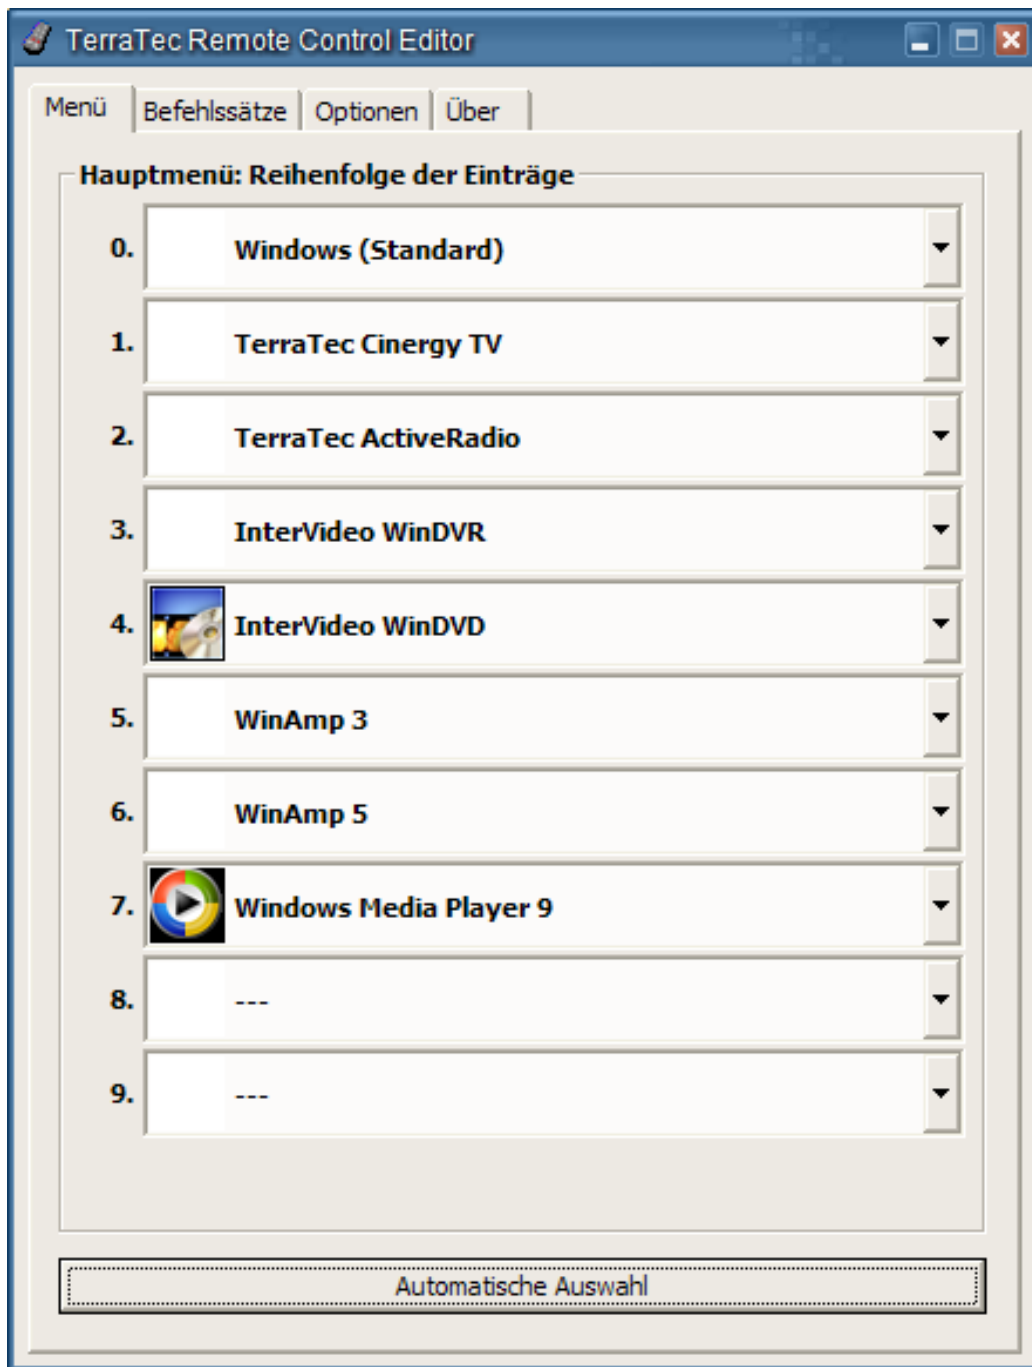 TerraTec Remote Control Editor
Menü Befehlssätze Optionen Über
Hauptmenü: Reihenfolge der Einträge
0. Windows (Standard)
1. TerraTec Cinergy TV
2. TerraTec ActiveRadio
3. InterVideo WinDVR
4. InterVideo WinDVD
5. WinAmp 3
6. WinAmp 5
7. Windows Media Player 9
8. ---
9. ---
Automatische Auswahl